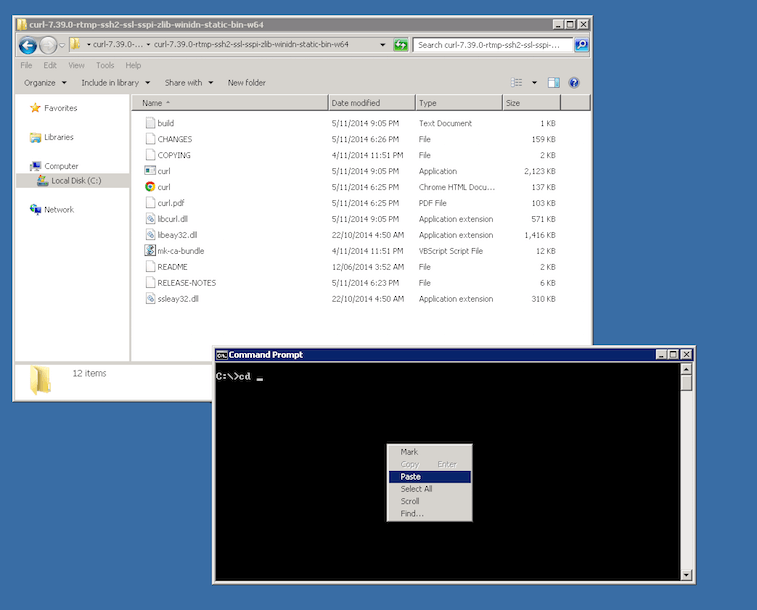 curl-7.39.0-rtmp-ssh2-ssl-sspi-zlib-winidn-static-bin-w64
curl-7.39.0-... curl-7.39.0-rtmp-ssh2-ssl-sspi-zlib-winidn-static-bin-w64 Search curl-7.39.0-rtmp-ssh2-ssl-sspi-...
File Edit View Tools Help
Organize Include in library Share with New folder
Favorites
Libraries
Computer
Local Disk (C:)
Network
Name Date modified Type Size
build 5/11/2014 9:05 PM Text Document 1 KB
CHANGES 5/11/2014 6:26 PM File 159 KB
COPYING 4/11/2014 11:51 PM File 2 KB
curl 5/11/2014 9:05 PM Application 2,123 KB
curl 5/11/2014 6:25 PM Chrome HTML Docu... 137 KB
curl.pdf 5/11/2014 6:25 PM PDF File 103 KB
libcurl.dll 5/11/2014 9:05 PM Application extension 571 KB
libeay32.dll 22/10/2014 4:50 AM Application extension 1,416 KB
mk-ca-bundle 4/11/2014 11:51 PM VBScript Script File 12 KB
README 12/06/2014 3:52 AM File 2 KB
RELEASE-NOTES 5/11/2014 6:23 PM File 6 KB
ssleay32.dll 22/10/2014 4:50 AM Application extension 310 KB
12 items
Command Prompt
C:\>cd _
Mark
Copy Enter
Paste
Select All
Scroll
Find...